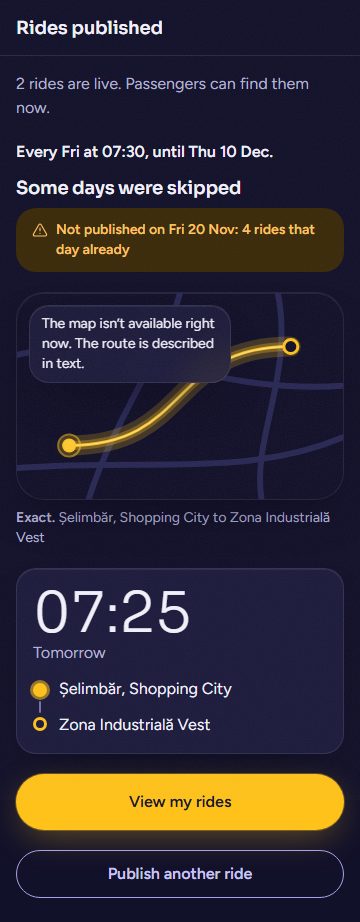 Rides published
2 rides are live. Passengers can find them
now.
Every Fri at 07:30, until Thu 10 Dec.
Some days were skipped
Not published on Fri 20 Nov: 4 rides that
day already
The map isn’t available right
now. The route is described
in text.
Exact. Șelimbăr, Shopping City to Zona Industrială
Vest
07:25
Tomorrow
Șelimbăr, Shopping City
Zona Industrială Vest
View my rides
Publish another ride